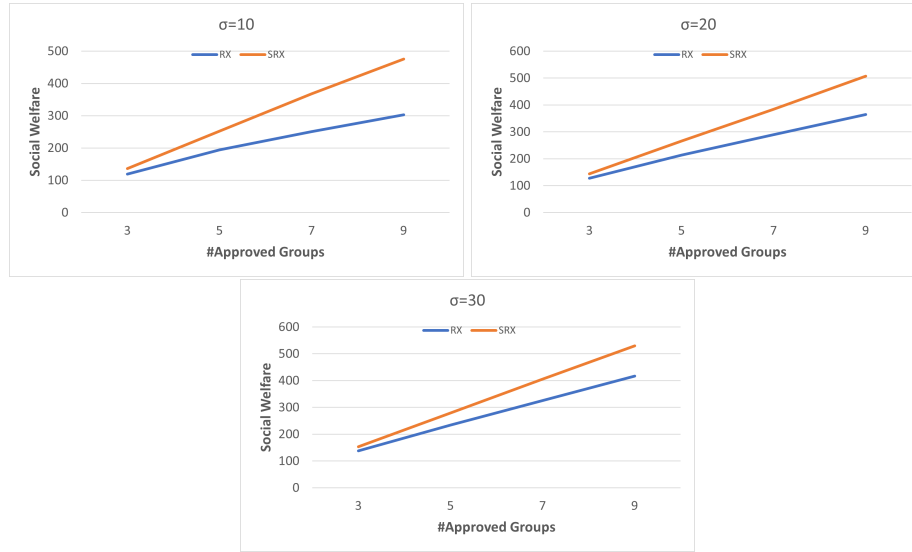 σ=10
RX SRX
500
400
300
200
100
0
Social Welfare
3 5 7 9
#Approved Groups
σ=20
RX SRX
600
500
400
300
200
100
0
Social Welfare
3 5 7 9
#Approved Groups
σ=30
RX SRX
600
500
400
300
200
100
0
Social Welfare
3 5 7 9
#Approved Groups